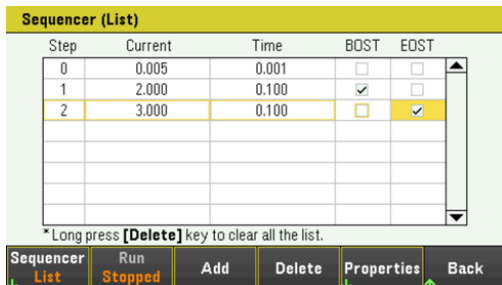 Sequencer (List)
Step Current Time BOST EOST
0 0.005 0.001
1 2.000 0.100
2 3.000 0.100
*Long press [Delete] key to clear all the list.
Sequencer Run Add Delete Properties Back
List Stopped